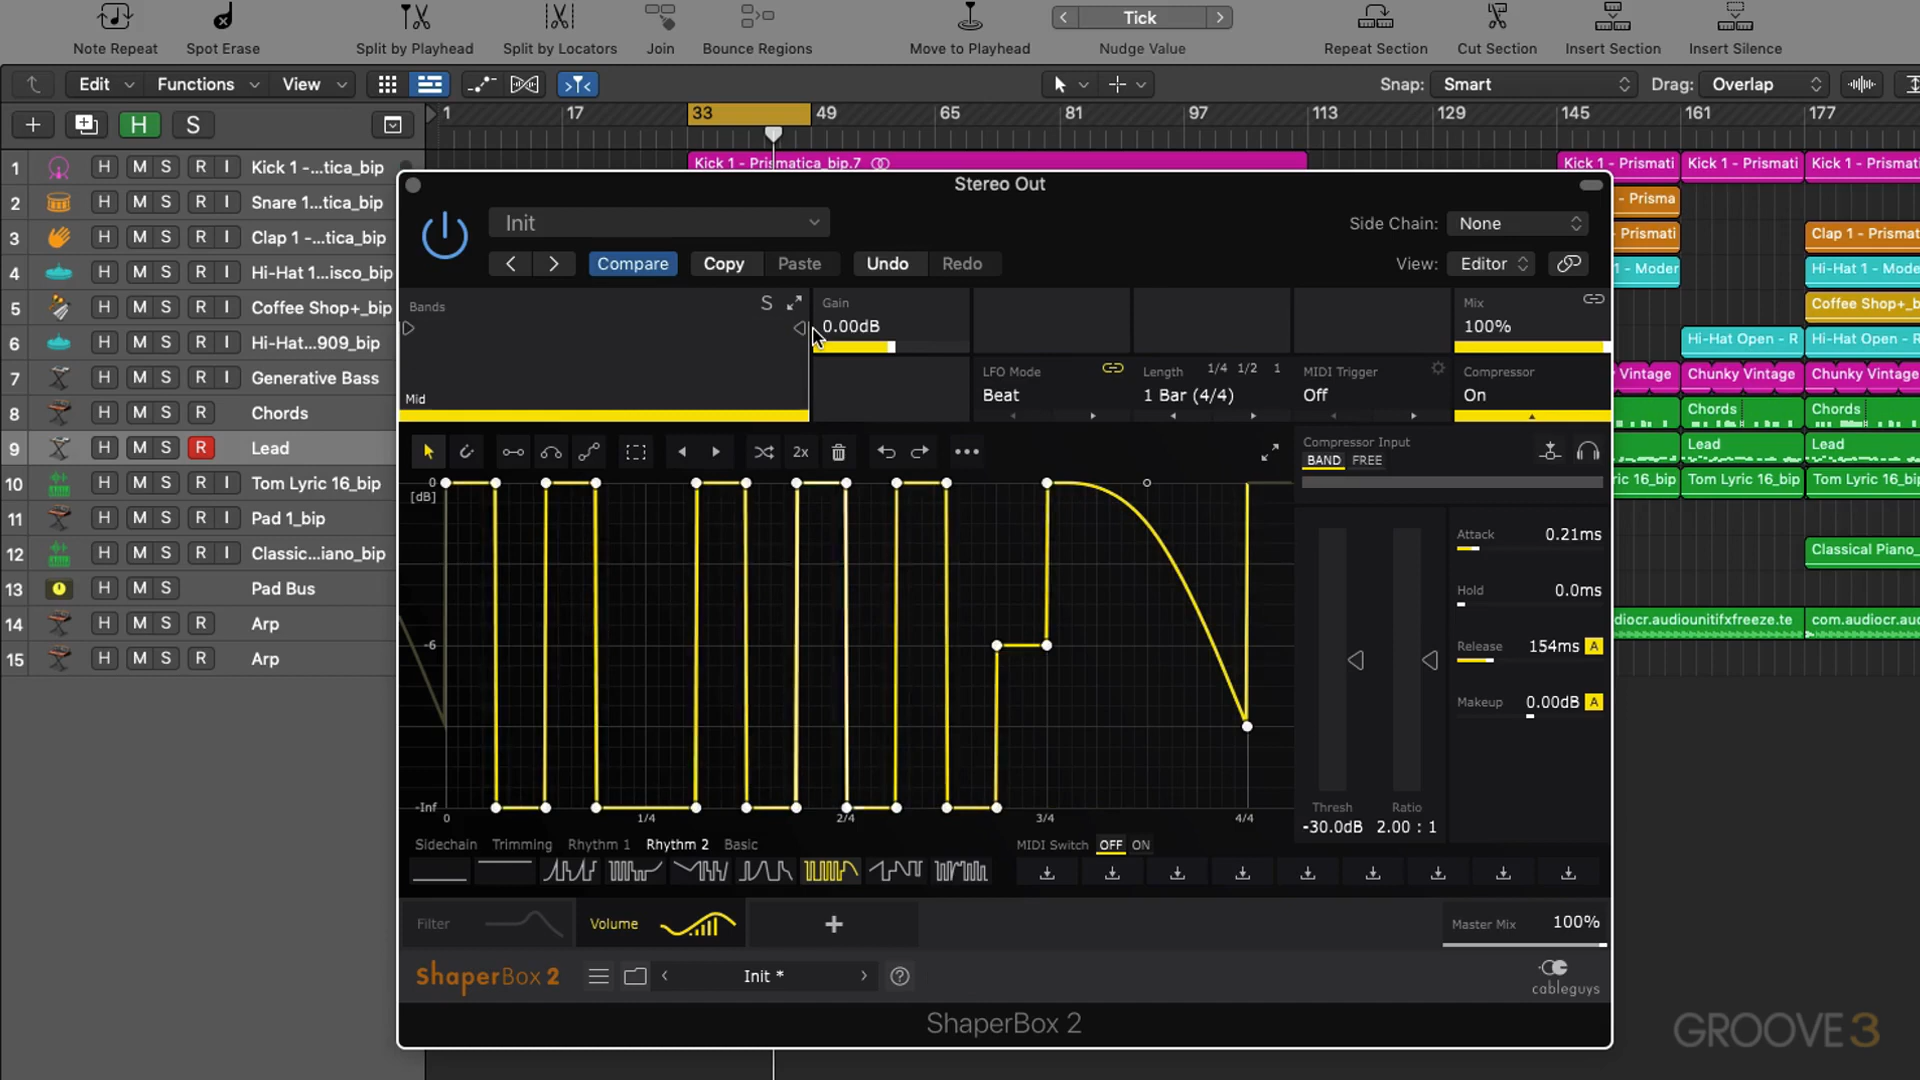 Note Repeat Spot Erase Split by Playhead Split by Locators Join Bounce Regions Move to Playhead Tick Nudge Value Repeat Section Cut Section Insert Section Insert Silence
Edit Functions View Snap: Smart Drag: Overlap
H S 1 17 33 49 65 81 97 113 129 145 161 177
1 H M S R I Kick 1 -...tica_bip
2 H M S R I Snare 1...tica_bip
3 H M S R I Clap 1 -...tica_bip
4 H M S R I Hi-Hat 1...isco_bip
5 H M S R I Coffee Shop+_bip
6 H M S R I Hi-Hat...909_bip
7 H M S R I Generative Bass
8 H M S R Chords
9 H M S R Lead
10 H M S R I Tom Lyric 16_bip
11 H M S R I Pad 1_bip
12 H M S R I Classic...iano_bip
13 H M S Pad Bus
14 H M S R Arp
15 H M S R Arp
Kick 1 - Prismatica_bip.7
Kick 1 - Prismati Kick 1 - Prismati Kick 1 - Prismati
- Prisma
- Prismati Clap 1 - Prismat
1 - Moder Hi-Hat 1 - Mode
Coffee Shop+_b
Hi-Hat Open - R Hi-Hat Open - R
Vintage Chunky Vintage Chunky Vintage
Chords Chords
Lead Lead
ic 16_bip Tom Lyric 16_bip Tom Lyric 16_bip
Classical Piano_
diocr.audiounitifxfreeze.te com.audiocr.auc
Stereo Out
Init Side Chain: None
Compare Copy Paste Undo Redo View: Editor
Bands S Gain 0.00dB Mix 100%
Mid LFO Mode Beat Length 1/4 1/2 1 1 Bar (4/4) MIDI Trigger Off Compressor On
2x
Compressor Input
BAND FREE
0
[dB]
-6
-Inf
0 1/4 2/4 3/4 4/4
Attack 0.21ms
Hold 0.0ms
Release 154ms A
Makeup 0.00dB A
Thresh Ratio
-30.0dB 2.00 : 1
Sidechain Trimming Rhythm 1 Rhythm 2 Basic MIDI Switch OFF ON
Filter Volume + Master Mix 100%
ShaperBox 2 Init * ? cableguys
ShaperBox 2
GROOVE 3